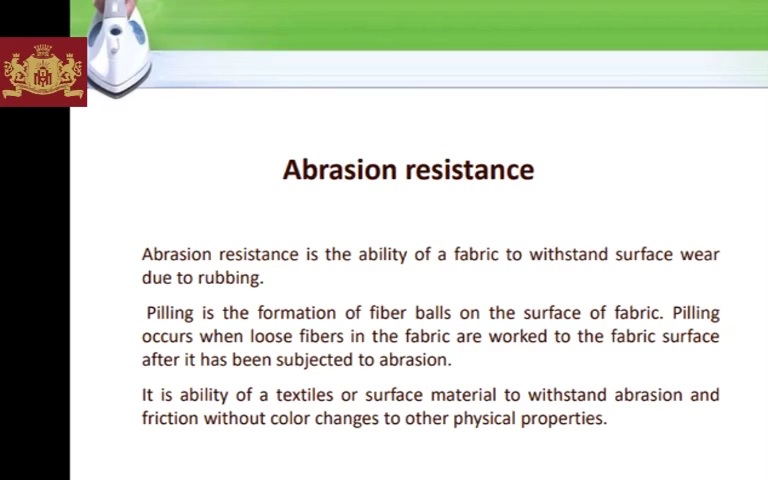 Abrasion resistance
Abrasion resistance is the ability of a fabric to withstand surface wear
due to rubbing.
Pilling is the formation of fiber balls on the surface of fabric. Pilling
occurs when loose fibers in the fabric are worked to the fabric surface
after it has been subjected to abrasion.
It is ability of a textiles or surface material to withstand abrasion and
friction without color changes to other physical properties.